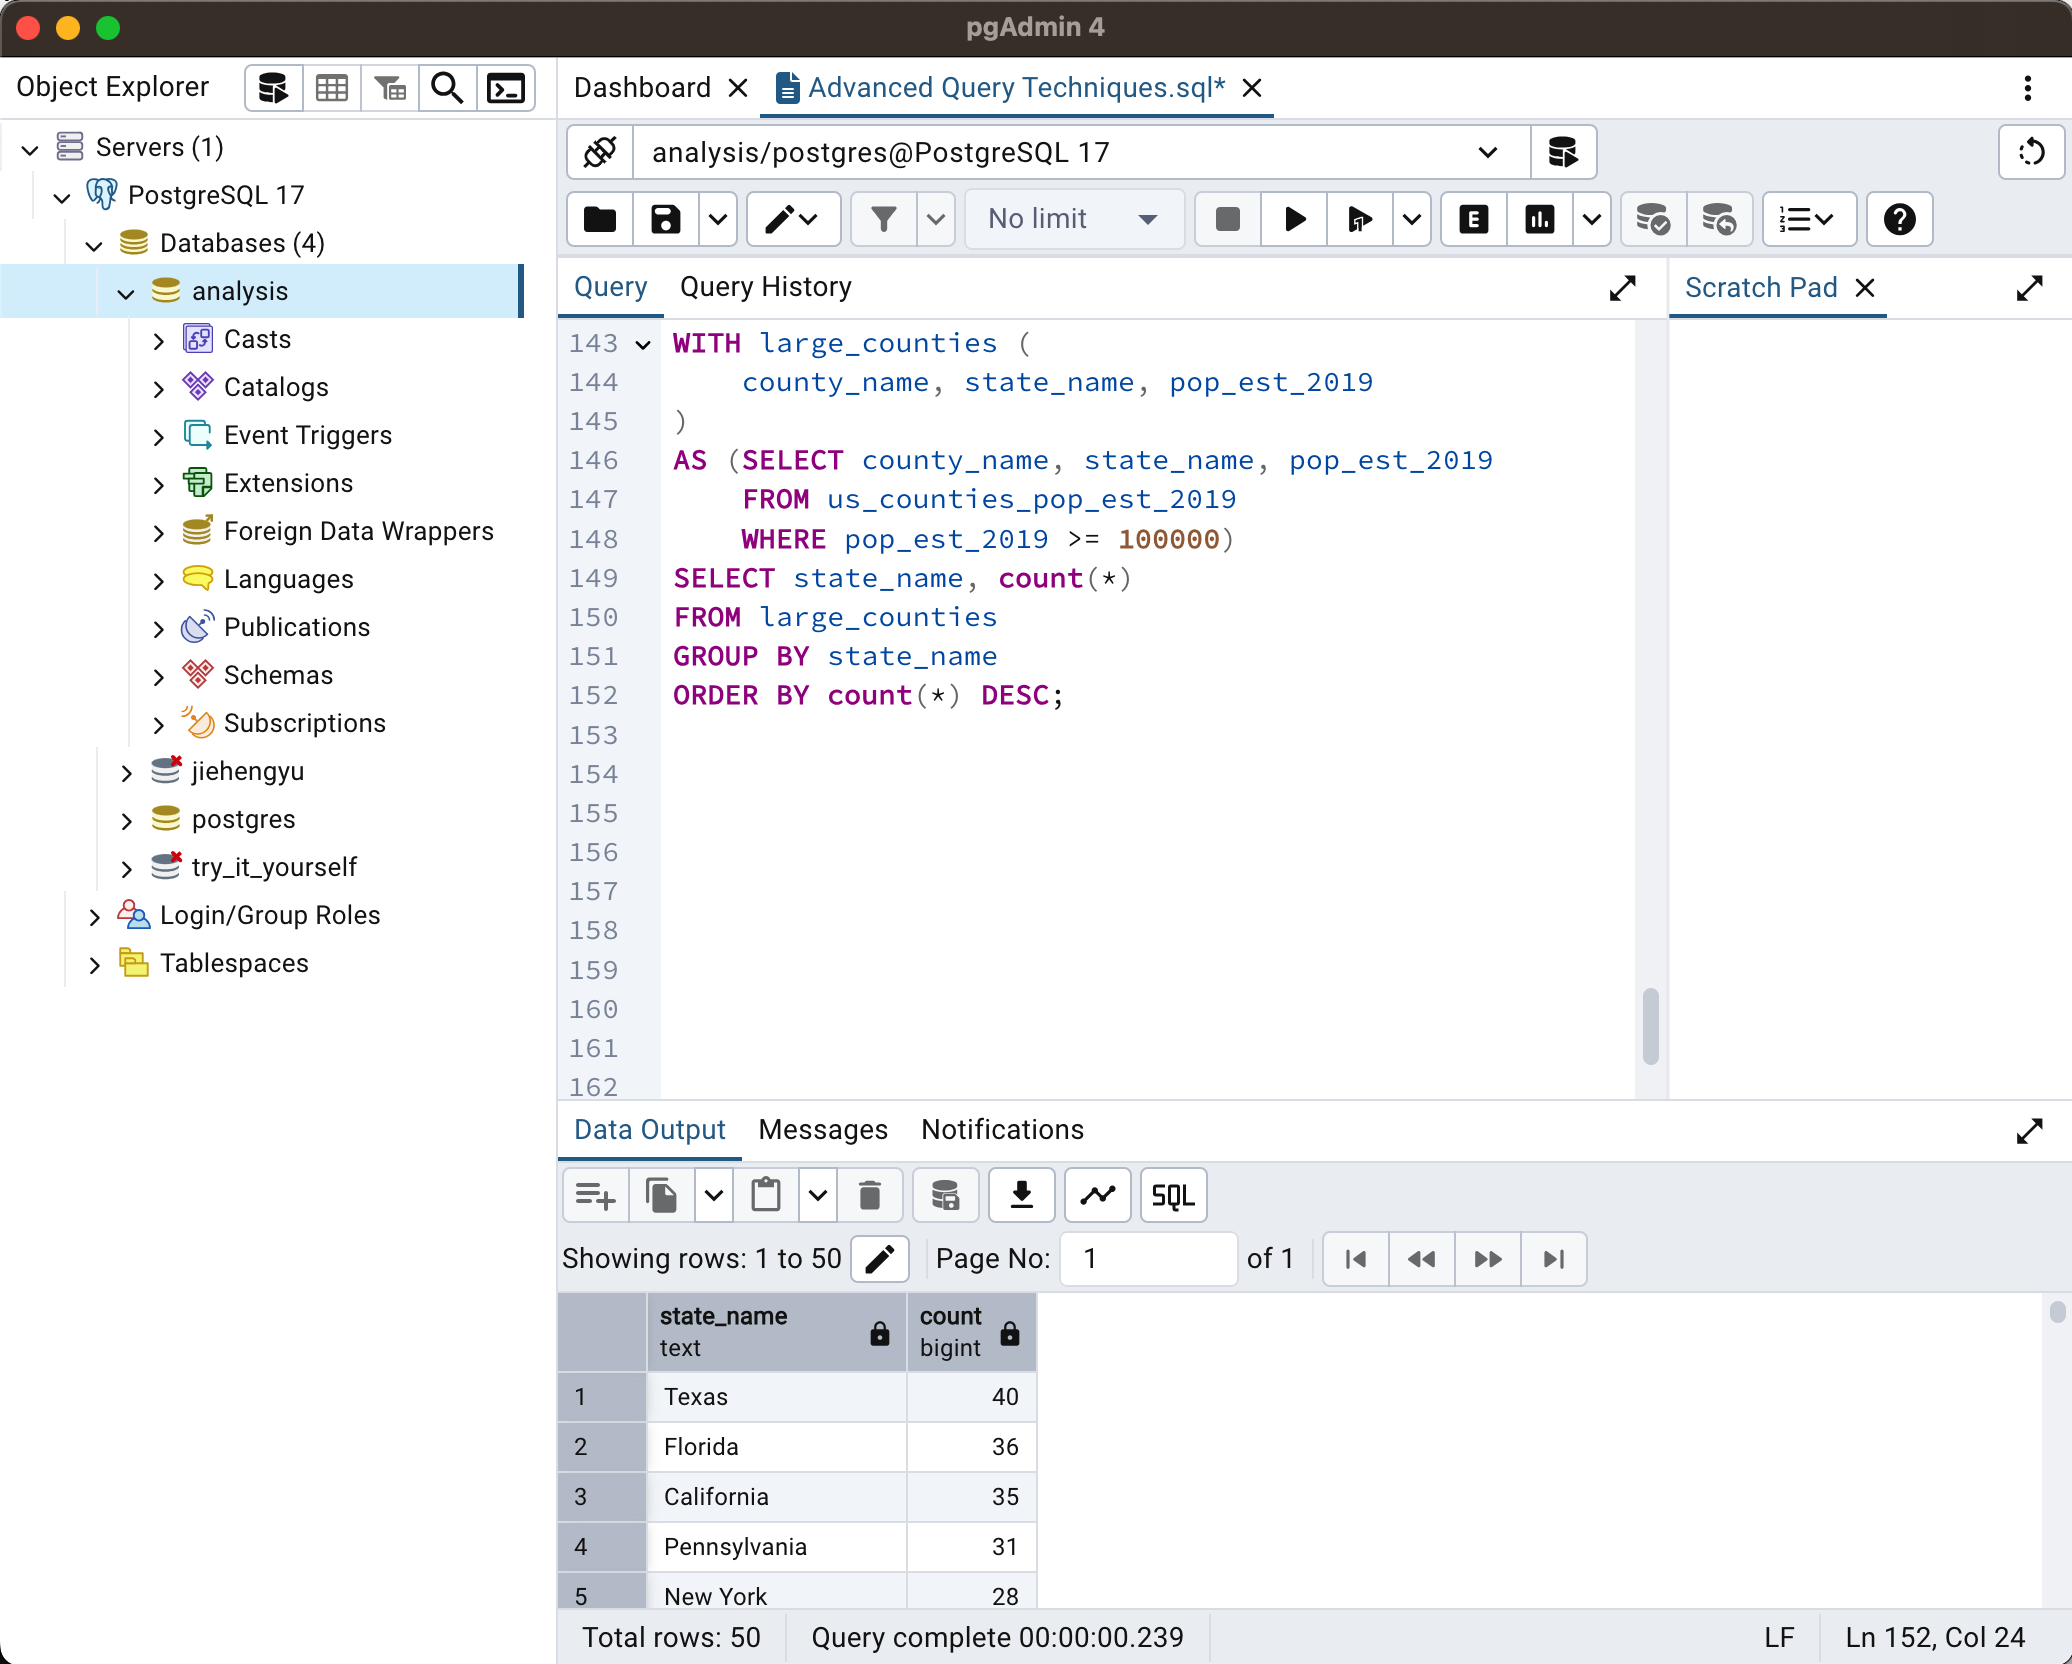 pgAdmin 4
Object Explorer
Dashboard
Advanced Query Techniques.sql*
Servers (1)
PostgreSQL 17
Databases (4)
analysis
Casts
Catalogs
Event Triggers
Extensions
Foreign Data Wrappers
Languages
Publications
Schemas
Subscriptions
jiehengyu
postgres
try_it_yourself
Login/Group Roles
Tablespaces
analysis/postgres@PostgreSQL 17
No limit
E
Query
Query History
Scratch Pad
143 WITH large_counties (
144 county_name, state_name, pop_est_2019
145 )
146 AS (SELECT county_name, state_name, pop_est_2019
147 FROM us_counties_pop_est_2019
148 WHERE pop_est_2019 >= 100000)
149 SELECT state_name, count(*)
150 FROM large_counties
151 GROUP BY state_name
152 ORDER BY count(*) DESC;
153
154
155
156
157
158
159
160
161
162
Data Output
Messages
Notifications
SQL
Showing rows: 1 to 50
Page No: 1 of 1
state_name count
text bigint
1 Texas 40
2 Florida 36
3 California 35
4 Pennsylvania 31
5 New York 28
Total rows: 50
Query complete 00:00:00.239
LF
Ln 152, Col 24